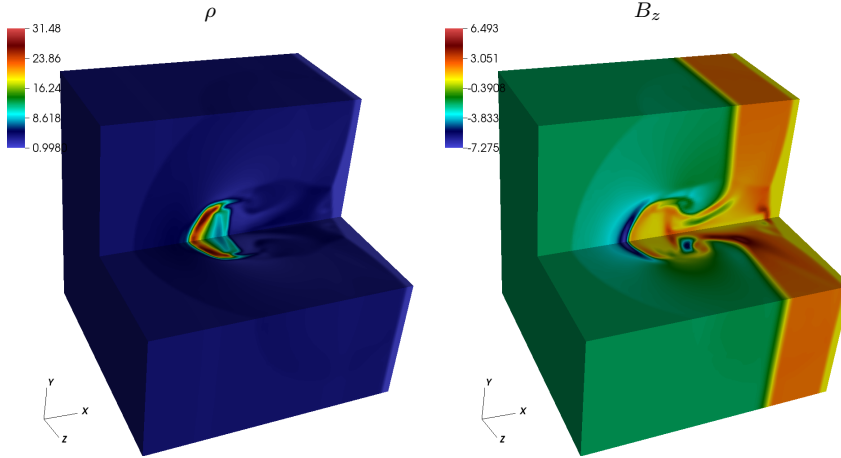 ρ
31.48
23.86
16.24
8.618
0.9980
Y
X
Z
B_z
6.493
3.051
-0.3908
-3.833
-7.275
Y
X
Z